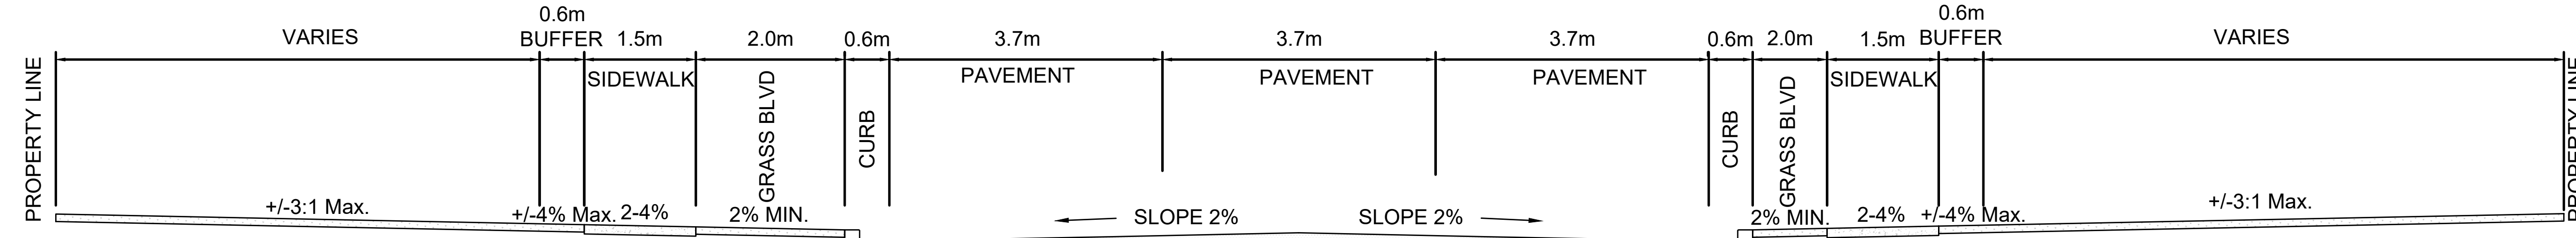 0.6m
0.6m
VARIES
BUFFER
1.5m
2.0m
0.6m
3.7m
3.7m
3.7m
0.6m
2.0m
1.5m
BUFFER
VARIES
PROPERTY LINE
SIDEWALK
GRASS BLVD
CURB
PAVEMENT
PAVEMENT
PAVEMENT
CURB
GRASS BLVD
SIDEWALK
PROPERTY LINE
+/-3:1 Max.
+/-4% Max.
2-4%
2% MIN.
SLOPE 2%
SLOPE 2%
2% MIN.
2-4%
+/-4% Max.
+/-3:1 Max.